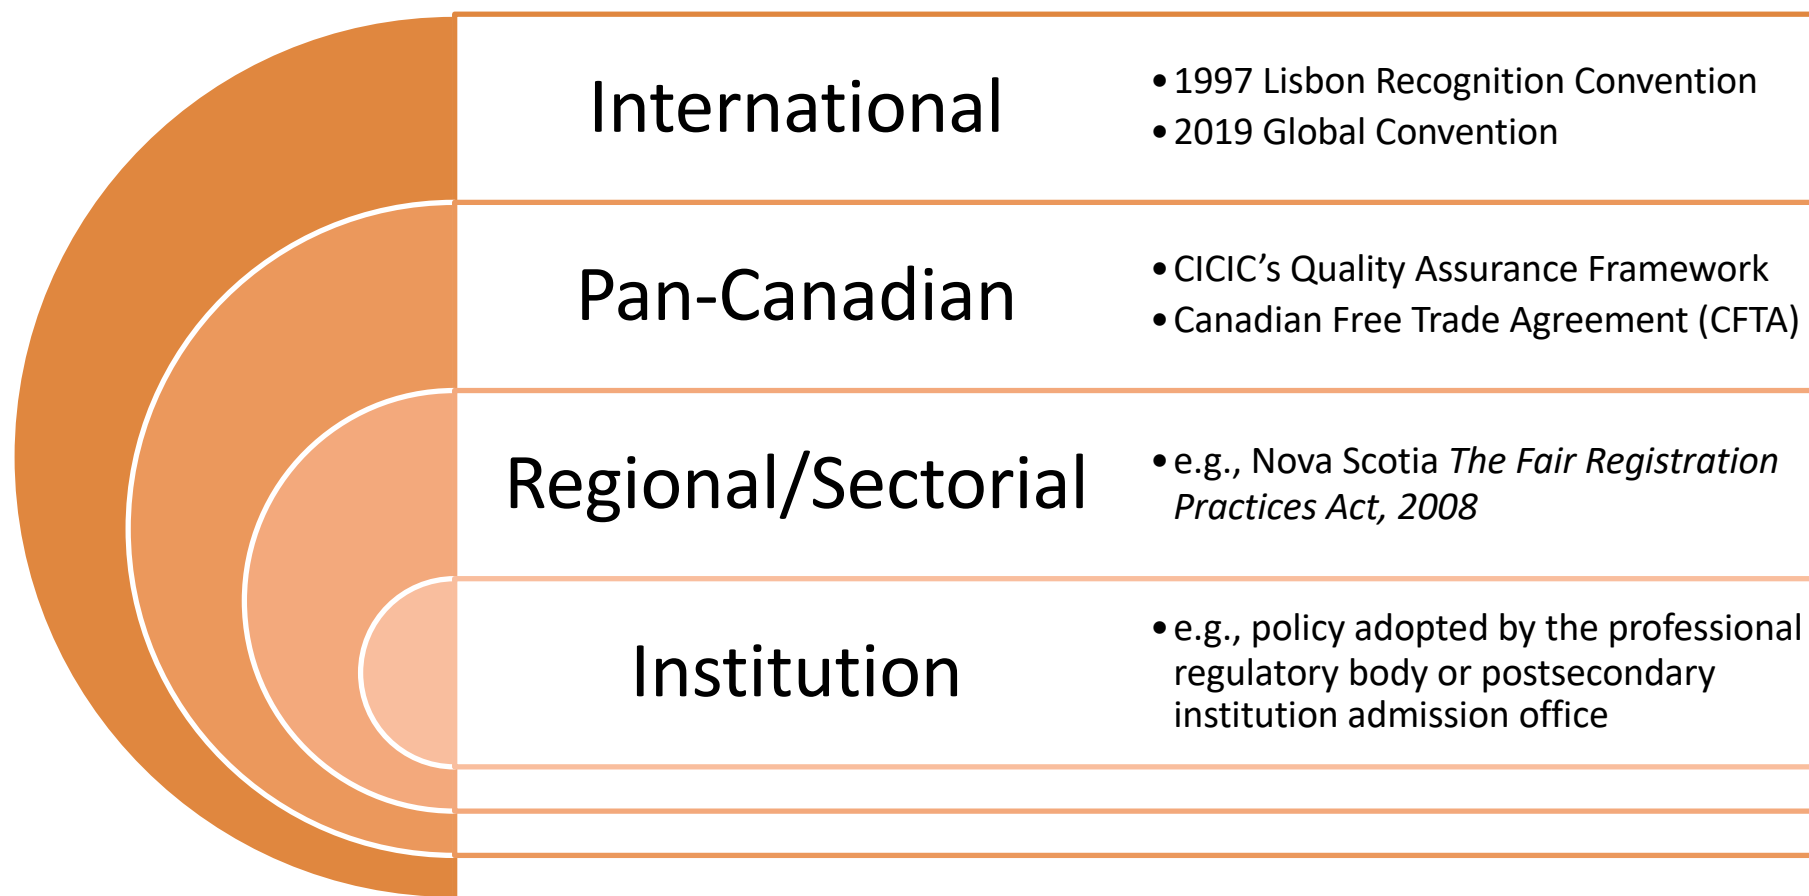 International
• 1997 Lisbon Recognition Convention
• 2019 Global Convention
Pan-Canadian
• CICIC’s Quality Assurance Framework
• Canadian Free Trade Agreement (CFTA)
Regional/Sectorial
• e.g., Nova Scotia The Fair Registration
Practices Act, 2008
Institution
• e.g., policy adopted by the professional
regulatory body or postsecondary
institution admission office